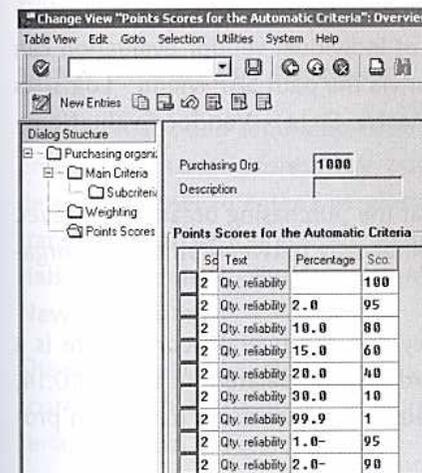 Change View "Points Scores for the Automatic Criteria": Overvie
Table View Edit Goto Selection Utilities System Help
New Entries
Dialog Structure
Purchasing organiz
Main Criteria
Subcriteria
Weighting
Points Scores
Purchasing Org. 1000
Description
Points Scores for the Automatic Criteria
Sc Text Percentage Sco.
2 Qty. reliability 100
2 Qty. reliability 2.0 95
2 Qty. reliability 10.0 80
2 Qty. reliability 15.0 60
2 Qty. reliability 20.0 40
2 Qty. reliability 30.0 10
2 Qty. reliability 99.9 1
2 Qty. reliability 1.0- 95
2 Qty. reliability 2.0- 90